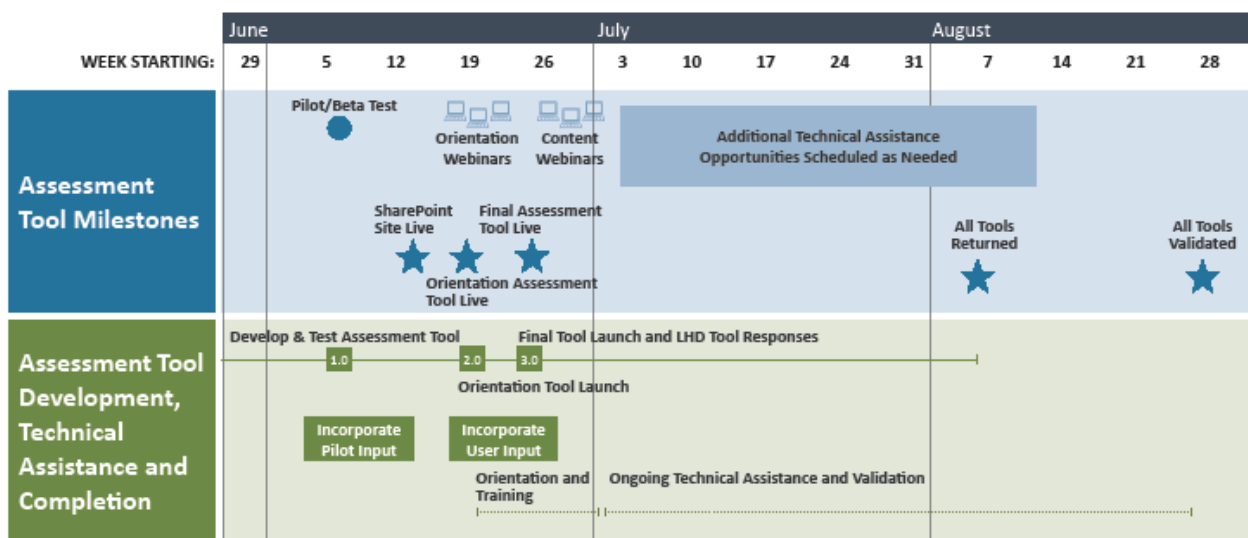 June July August
WEEK STARTING: 29 5 12 19 26 3 10 17 24 31 7 14 21 28
Assessment
Tool Milestones
Pilot/Beta Test
Orientation
Webinars
Content
Webinars
Additional Technical Assistance
Opportunities Scheduled as Needed
SharePoint
Site Live
Final Assessment
Tool Live
Orientation Assessment
Tool Live
All Tools
Returned
All Tools
Validated
Assessment Tool
Development,
Technical
Assistance and
Completion
Develop & Test Assessment Tool
Final Tool Launch and LHD Tool Responses
1.0 2.0 3.0
Orientation Tool Launch
Incorporate
Pilot Input
Incorporate
User Input
Orientation and
Training
Ongoing Technical Assistance and Validation